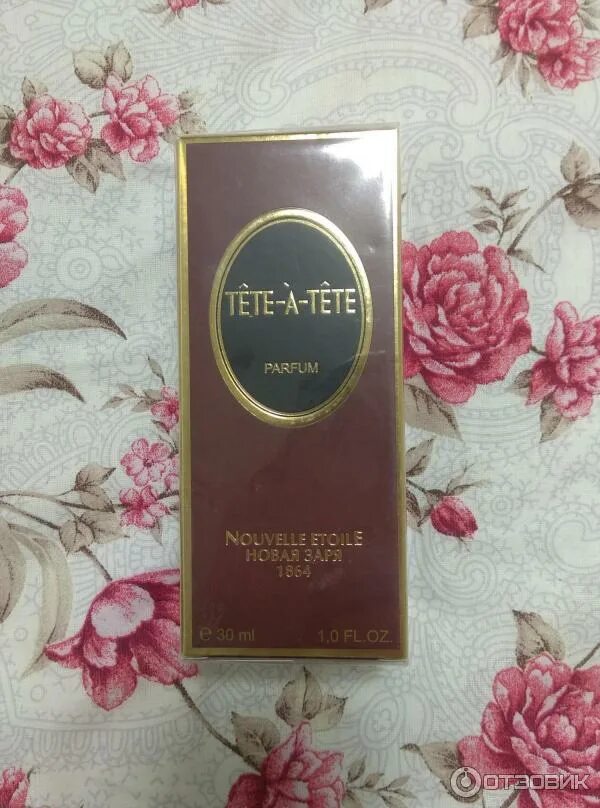 TÊTE-À-TÊTE
PARFUM
NOUVELLE ETOILE
НОВАЯ ЗАРЯ
1864
℮ 30 ml 1,0 FL.OZ.
ОТЗОВИК